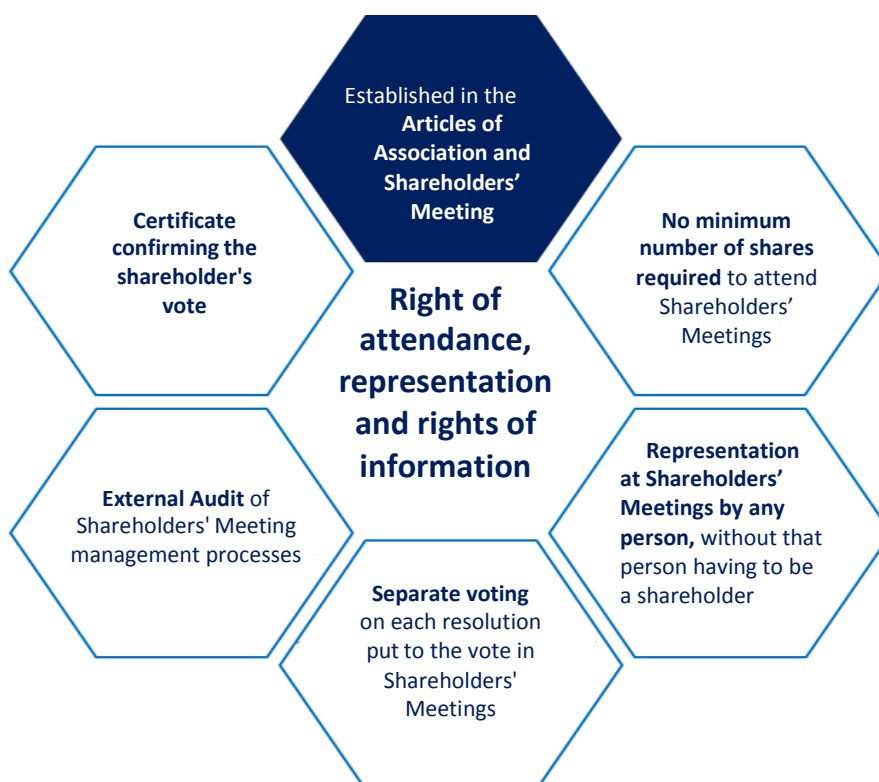 Established in the
Articles of
Association and
Shareholders’
Meeting
Certificate
confirming the
shareholder's
vote
No minimum
number of shares
required to attend
Shareholders’
Meetings
Right of
attendance,
representation
and rights of
information
External Audit of
Shareholders' Meeting
management processes
Representation
at Shareholders’
Meetings by any
person, without that
person having to be
a shareholder
Separate voting
on each resolution
put to the vote in
Shareholders'
Meetings